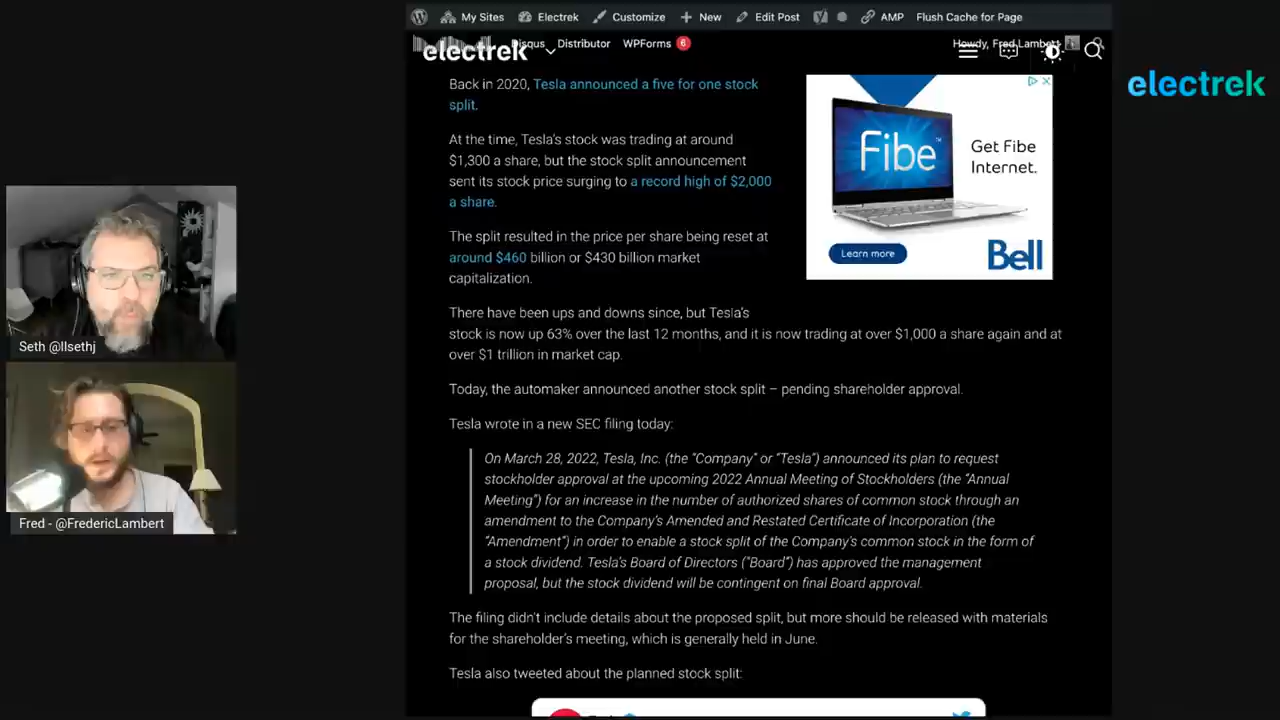 My Sites Electrek Customize + New Edit Post AMP Flush Cache for Page
Disqus Distributor WPForms 6 Howdy, Fred Lambert
electrek
electrek
Back in 2020, Tesla announced a five for one stock
split.
At the time, Tesla's stock was trading at around
$1,300 a share, but the stock split announcement
sent its stock price surging to a record high of $2,000
a share.
The split resulted in the price per share being reset at
around $460 billion or $430 billion market
capitalization.
There have been ups and downs since, but Tesla's
stock is now up 63% over the last 12 months, and it is now trading at over $1,000 a share again and at
over $1 trillion in market cap.
Fibe™
Get Fibe
Internet.
Learn more
Bell
Today, the automaker announced another stock split – pending shareholder approval.
Tesla wrote in a new SEC filing today:
On March 28, 2022, Tesla, Inc. (the "Company" or "Tesla") announced its plan to request
stockholder approval at the upcoming 2022 Annual Meeting of Stockholders (the "Annual
Meeting") for an increase in the number of authorized shares of common stock through an
amendment to the Company's Amended and Restated Certificate of Incorporation (the
"Amendment") in order to enable a stock split of the Company's common stock in the form of
a stock dividend. Tesla's Board of Directors ("Board") has approved the management
proposal, but the stock dividend will be contingent on final Board approval.
The filing didn't include details about the proposed split, but more should be released with materials
for the shareholder's meeting, which is generally held in June.
Tesla also tweeted about the planned stock split:
Seth @llsethj
Fred - @FredericLambert